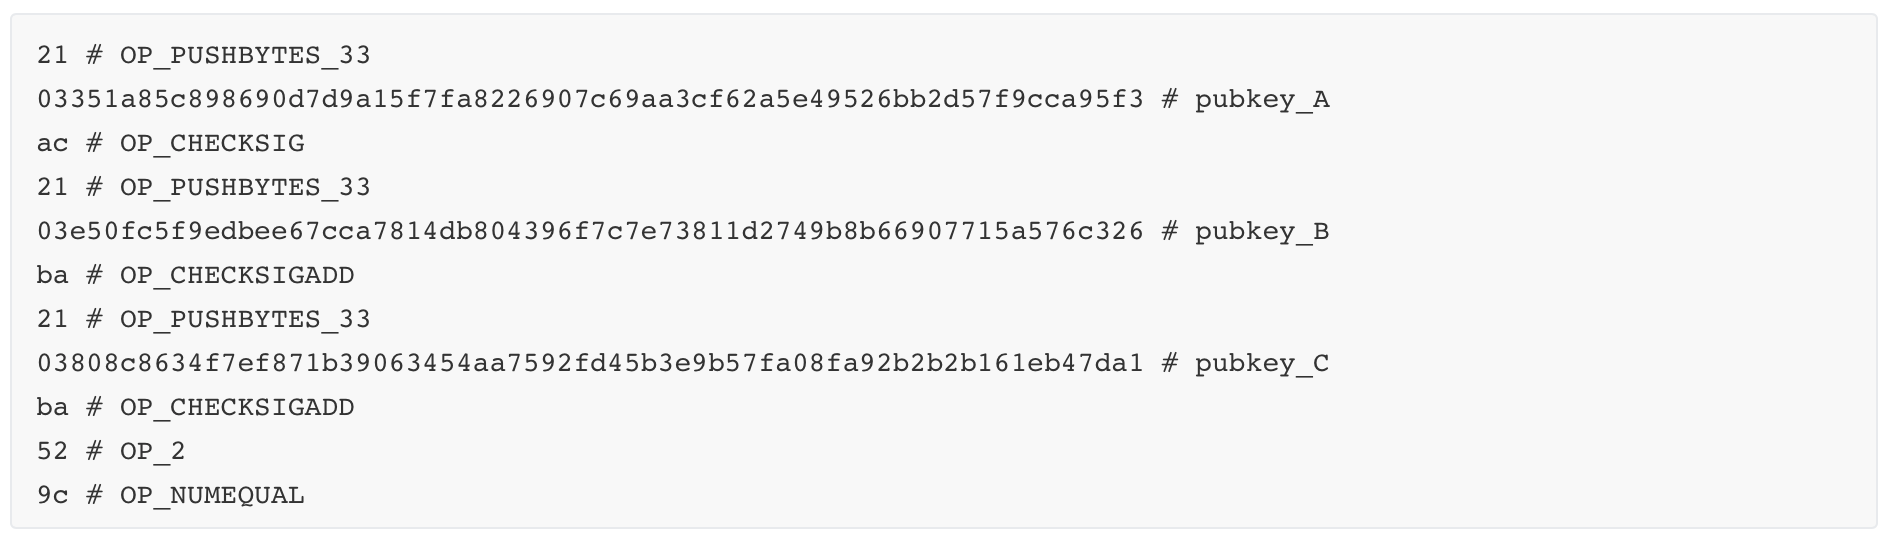 21 # OP_PUSHBYTES_33
03351a85c898690d7d9a15f7fa8226907c69aa3cf62a5e49526bb2d57f9cca95f3 # pubkey_A
ac # OP_CHECKSIG
21 # OP_PUSHBYTES_33
03e50fc5f9edbee67cca7814db804396f7c7e73811d2749b8b66907715a576c326 # pubkey_B
ba # OP_CHECKSIGADD
21 # OP_PUSHBYTES_33
03808c8634f7ef871b39063454aa7592fd45b3e9b57fa08fa92b2b2b161eb47da1 # pubkey_C
ba # OP_CHECKSIGADD
52 # OP_2
9c # OP_NUMEQUAL